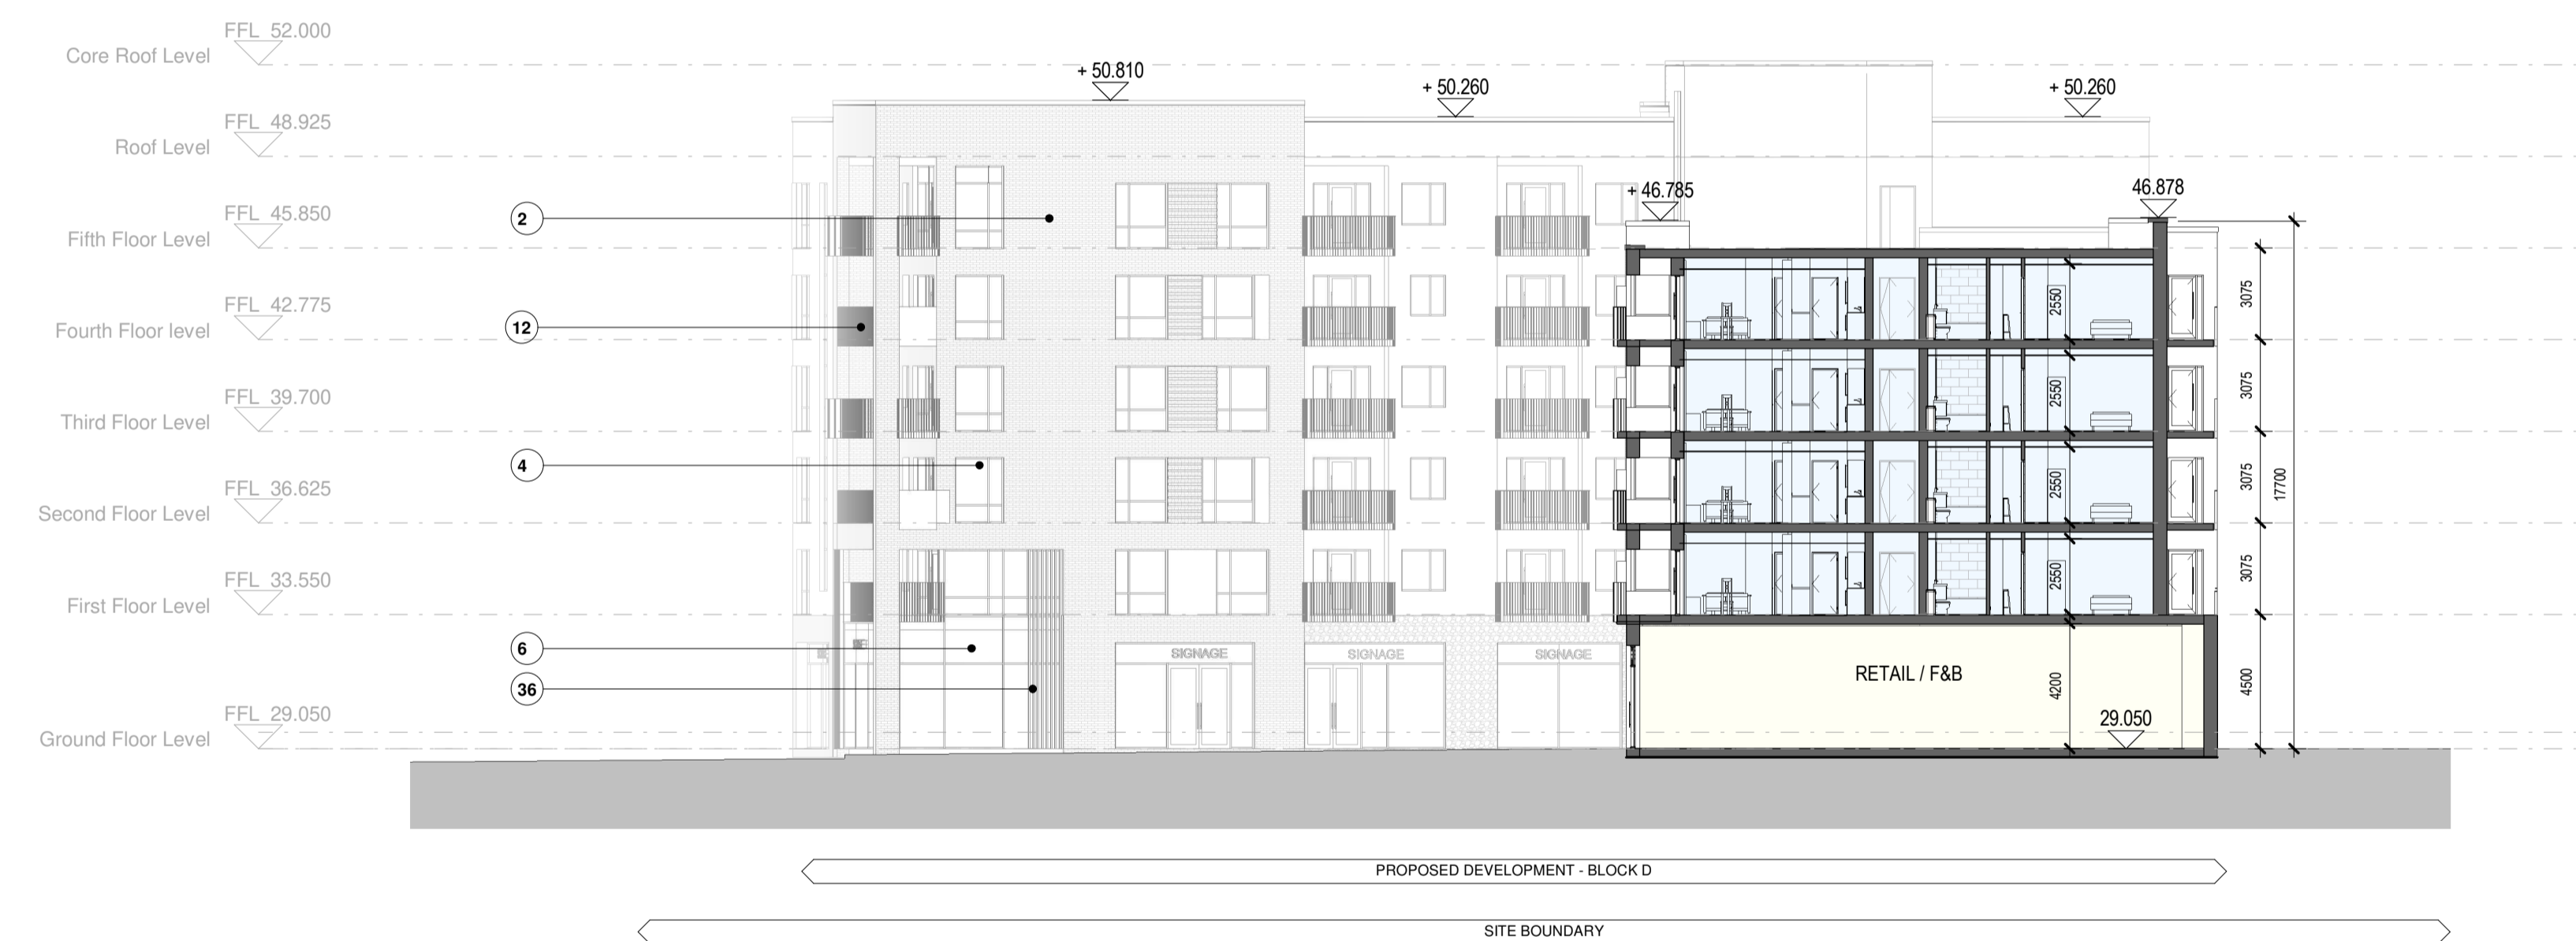 FFL 52.000
Core Roof Level
+ 50.810
+ 50.260
+ 50.260
FFL 48.925
Roof Level
+ 46.785
46.878
FFL 45.850
Fifth Floor Level
2
FFL 42.775
Fourth Floor level
12
2550
3075
FFL 39.700
Third Floor Level
2550
3075
FFL 36.625
Second Floor Level
4
2550
3075
17700
FFL 33.550
First Floor Level
2550
3075
6
SIGNAGE
SIGNAGE
SIGNAGE
36
RETAIL / F&B
4200
4500
FFL 29.050
Ground Floor Level
29.050
PROPOSED DEVELOPMENT - BLOCK D
SITE BOUNDARY